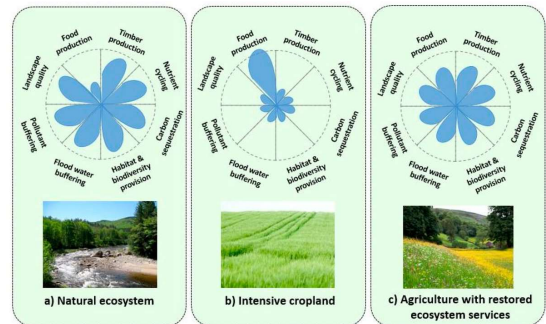 Food
production
Timber
production
Nutrient
cycling
Carbon
sequestration
Habitat &
biodiversity
provision
Flood water
buffering
Pollutant
buffering
Landscape
quality
a) Natural ecosystem
Food
production
Timber
production
Nutrient
cycling
Carbon
sequestration
Habitat &
biodiversity
provision
Flood water
buffering
Pollutant
buffering
Landscape
quality
b) Intensive cropland
Food
production
Timber
production
Nutrient
cycling
Carbon
sequestration
Habitat &
biodiversity
provision
Flood water
buffering
Pollutant
buffering
Landscape
quality
c) Agriculture with restored
ecosystem services